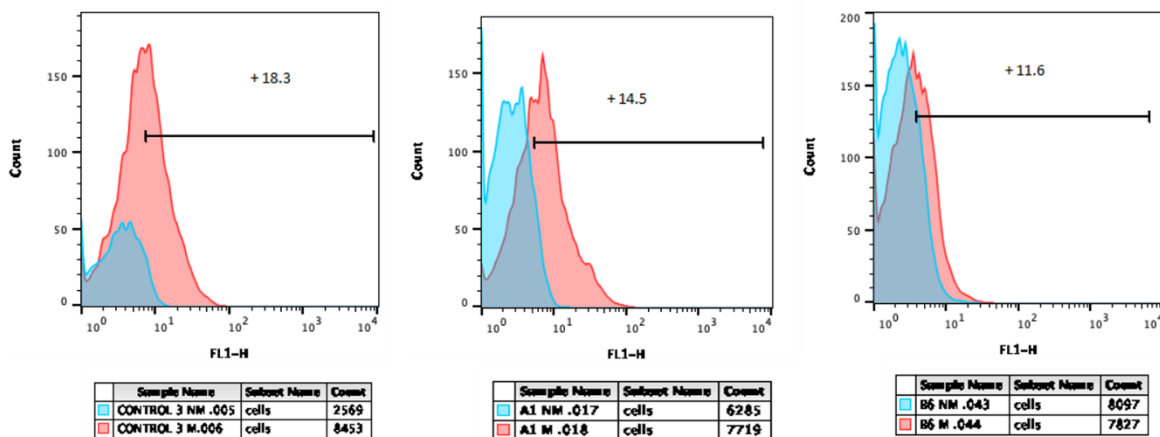 + 18.3
150
100
50
0
Count
10^0 10^1 10^2 10^3 10^4
FL1-H
Sample Name Subset Name Count
CONTROL 3 NM .005 cells 2569
CONTROL 3 M.006 cells 8453
+ 14.5
150
100
50
0
Count
10^0 10^1 10^2 10^3 10^4
FL1-H
Sample Name Subset Name Count
A1 NM .017 cells 6285
A1 M .018 cells 7719
+ 11.6
200
150
100
50
0
Count
10^0 10^1 10^2 10^3 10^4
FL1-H
Sample Name Subset Name Count
B6 NM .043 cells 8097
B6 M .044 cells 7827